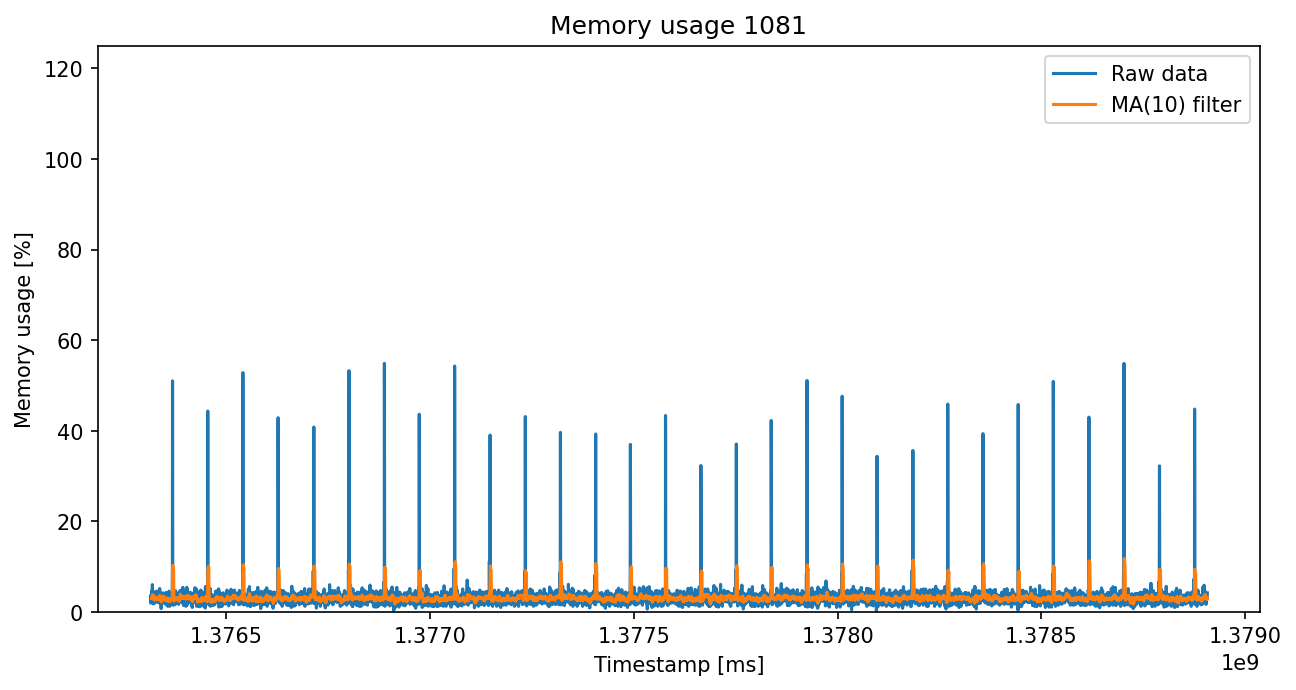 Memory usage 1081
Raw data
MA(10) filter
Memory usage [%]
120
100
80
60
40
20
0
1.3765 1.3770 1.3775 1.3780 1.3785 1.3790
1e9
Timestamp [ms]